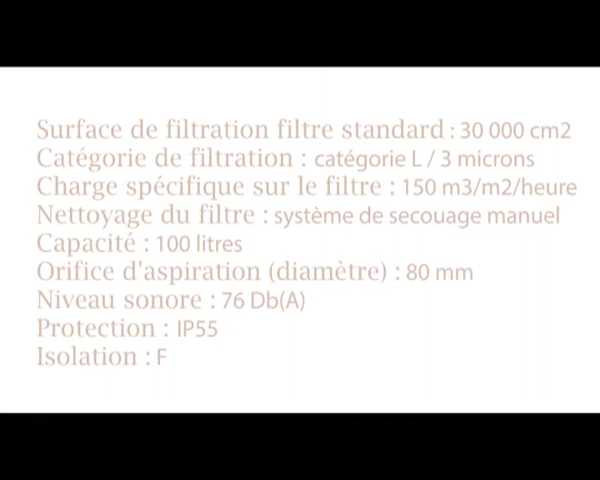 Surface de filtration filtre standard : 30 000 cm2
Catégorie de filtration : catégorie L / 3 microns
Charge spécifique sur le filtre : 150 m3/m2/heure
Nettoyage du filtre : système de secouage manuel
Capacité : 100 litres
Orifice d'aspiration (diamètre) : 80 mm
Niveau sonore : 76 Db(A)
Protection : IP55
Isolation : F